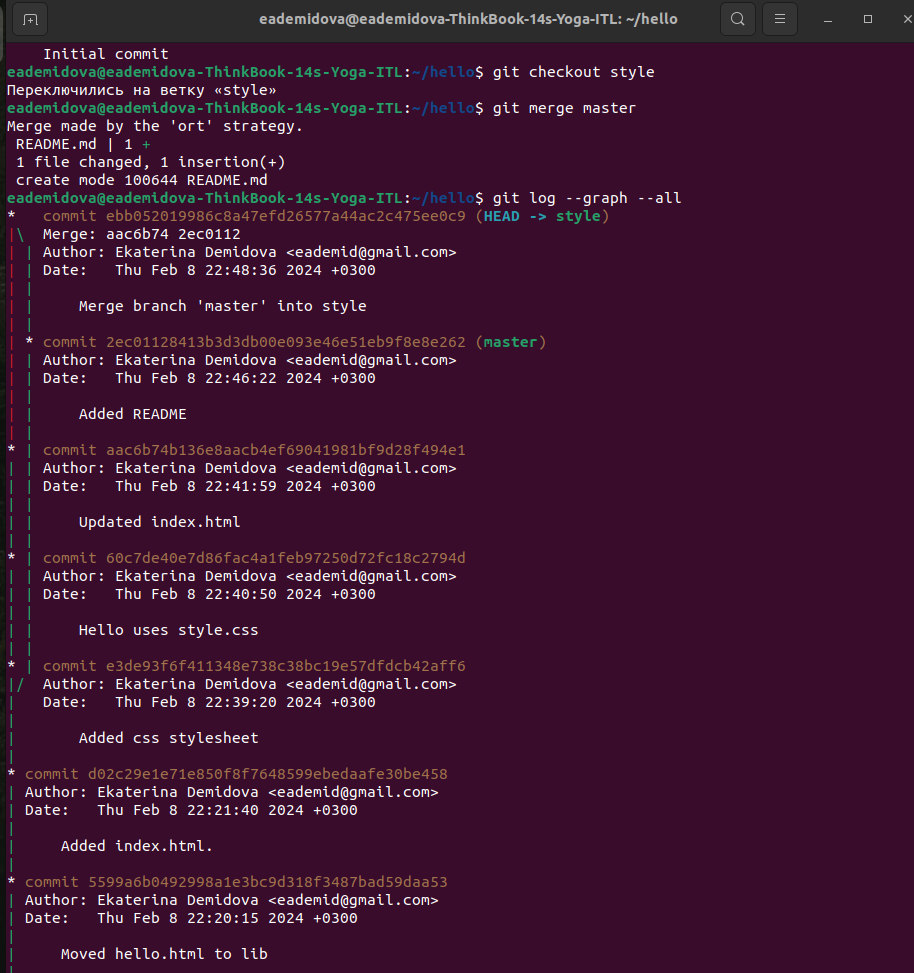 eademidova@eademidova-ThinkBook-14s-Yoga-ITL: ~/hello
    Initial commit
eademidova@eademidova-ThinkBook-14s-Yoga-ITL:~/hello$ git checkout style
Переключились на ветку «style»
eademidova@eademidova-ThinkBook-14s-Yoga-ITL:~/hello$ git merge master
Merge made by the 'ort' strategy.
 README.md | 1 +
 1 file changed, 1 insertion(+)
 create mode 100644 README.md
eademidova@eademidova-ThinkBook-14s-Yoga-ITL:~/hello$ git log --graph --all
*   commit ebb052019986c8a47efd26577a44ac2c475ee0c9 (HEAD -> style)
|\  Merge: aac6b74 2ec0112
| | Author: Ekaterina Demidova <eademid@gmail.com>
| | Date:   Thu Feb 8 22:48:36 2024 +0300
| |
| |     Merge branch 'master' into style
| |
| * commit 2ec01128413b3d3db00e093e46e51eb9f8e8e262 (master)
| | Author: Ekaterina Demidova <eademid@gmail.com>
| | Date:   Thu Feb 8 22:46:22 2024 +0300
| |
| |     Added README
| |
* | commit aac6b74b136e8aacb4ef69041981bf9d28f494e1
| | Author: Ekaterina Demidova <eademid@gmail.com>
| | Date:   Thu Feb 8 22:41:59 2024 +0300
| |
| |     Updated index.html
| |
* | commit 60c7de40e7d86fac4a1feb97250d72fc18c2794d
| | Author: Ekaterina Demidova <eademid@gmail.com>
| | Date:   Thu Feb 8 22:40:50 2024 +0300
| |
| |     Hello uses style.css
| |
* | commit e3de93f6f411348e738c38bc19e57dfdcb42aff6
|/  Author: Ekaterina Demidova <eademid@gmail.com>
|   Date:   Thu Feb 8 22:39:20 2024 +0300
|
|       Added css stylesheet
|
* commit d02c29e1e71e850f8f7648599ebedaafe30be458
| Author: Ekaterina Demidova <eademid@gmail.com>
| Date:   Thu Feb 8 22:21:40 2024 +0300
|
|     Added index.html.
|
* commit 5599a6b0492998a1e3bc9d318f3487bad59daa53
| Author: Ekaterina Demidova <eademid@gmail.com>
| Date:   Thu Feb 8 22:20:15 2024 +0300
|
|     Moved hello.html to lib
|